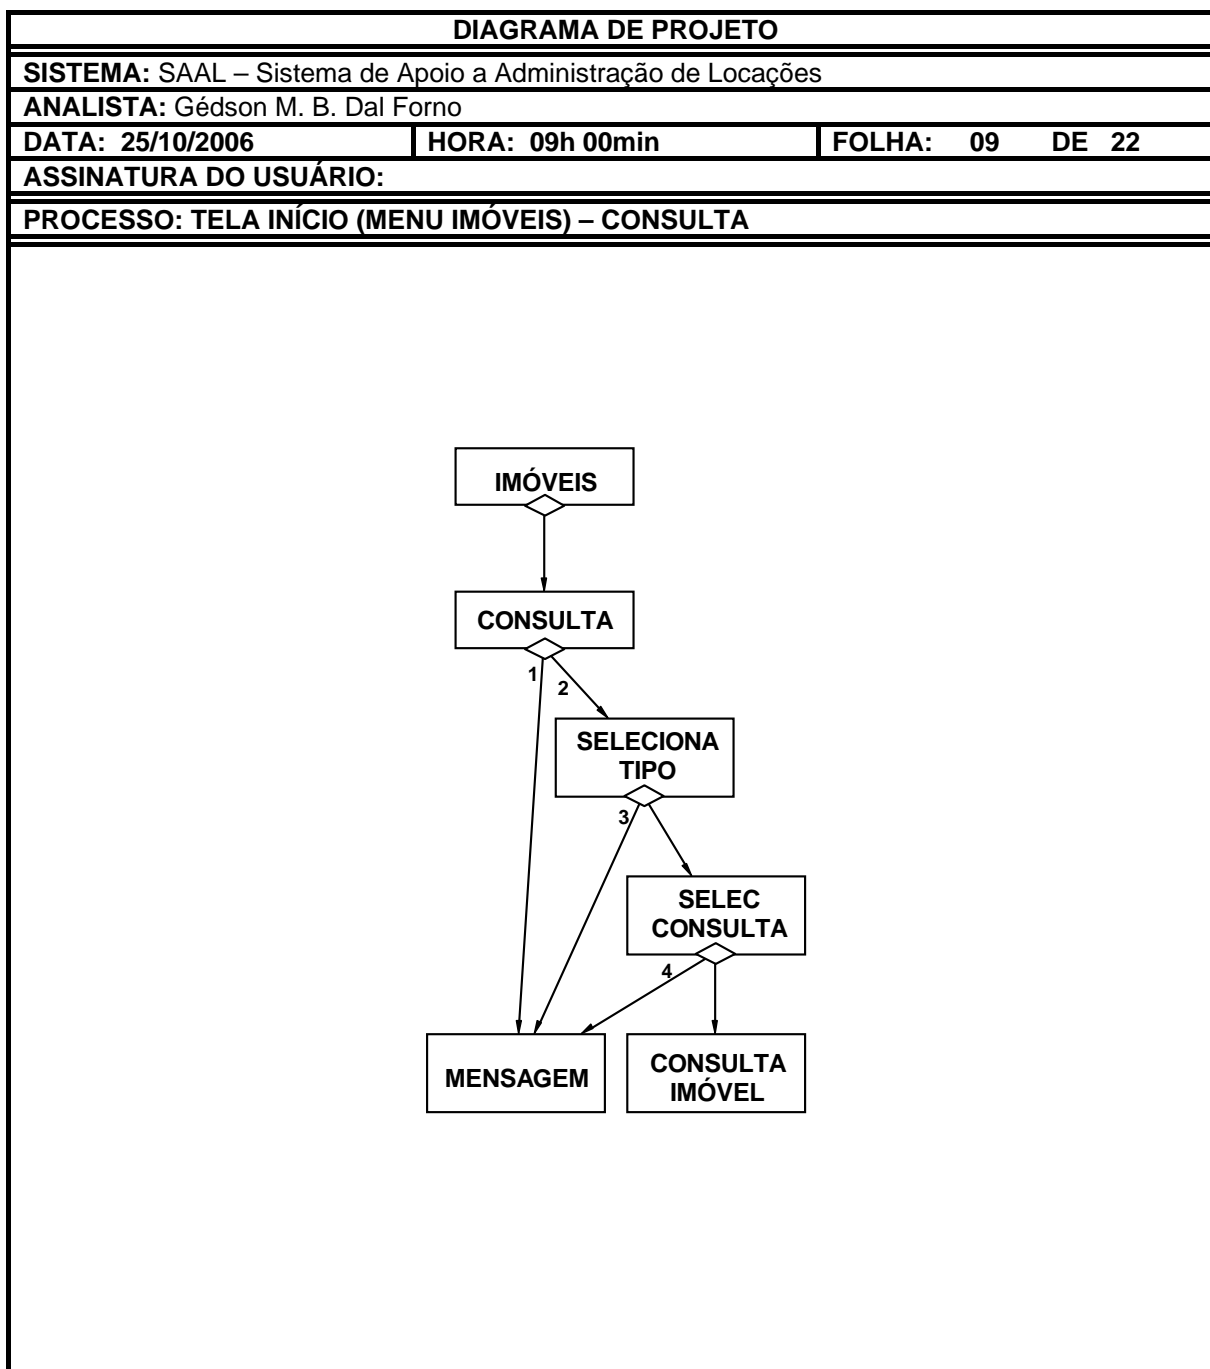 DIAGRAMA DE PROJETO
SISTEMA: SAAL – Sistema de Apoio a Administração de Locações
ANALISTA: Gédson M. B. Dal Forno
DATA: 25/10/2006 HORA: 09h 00min FOLHA: 09 DE 22
ASSINATURA DO USUÁRIO:
PROCESSO: TELA INÍCIO (MENU IMÓVEIS) – CONSULTA
IMÓVEIS
CONSULTA
1
2
SELECIONA
TIPO
3
SELEC
CONSULTA
4
MENSAGEM
CONSULTA
IMÓVEL